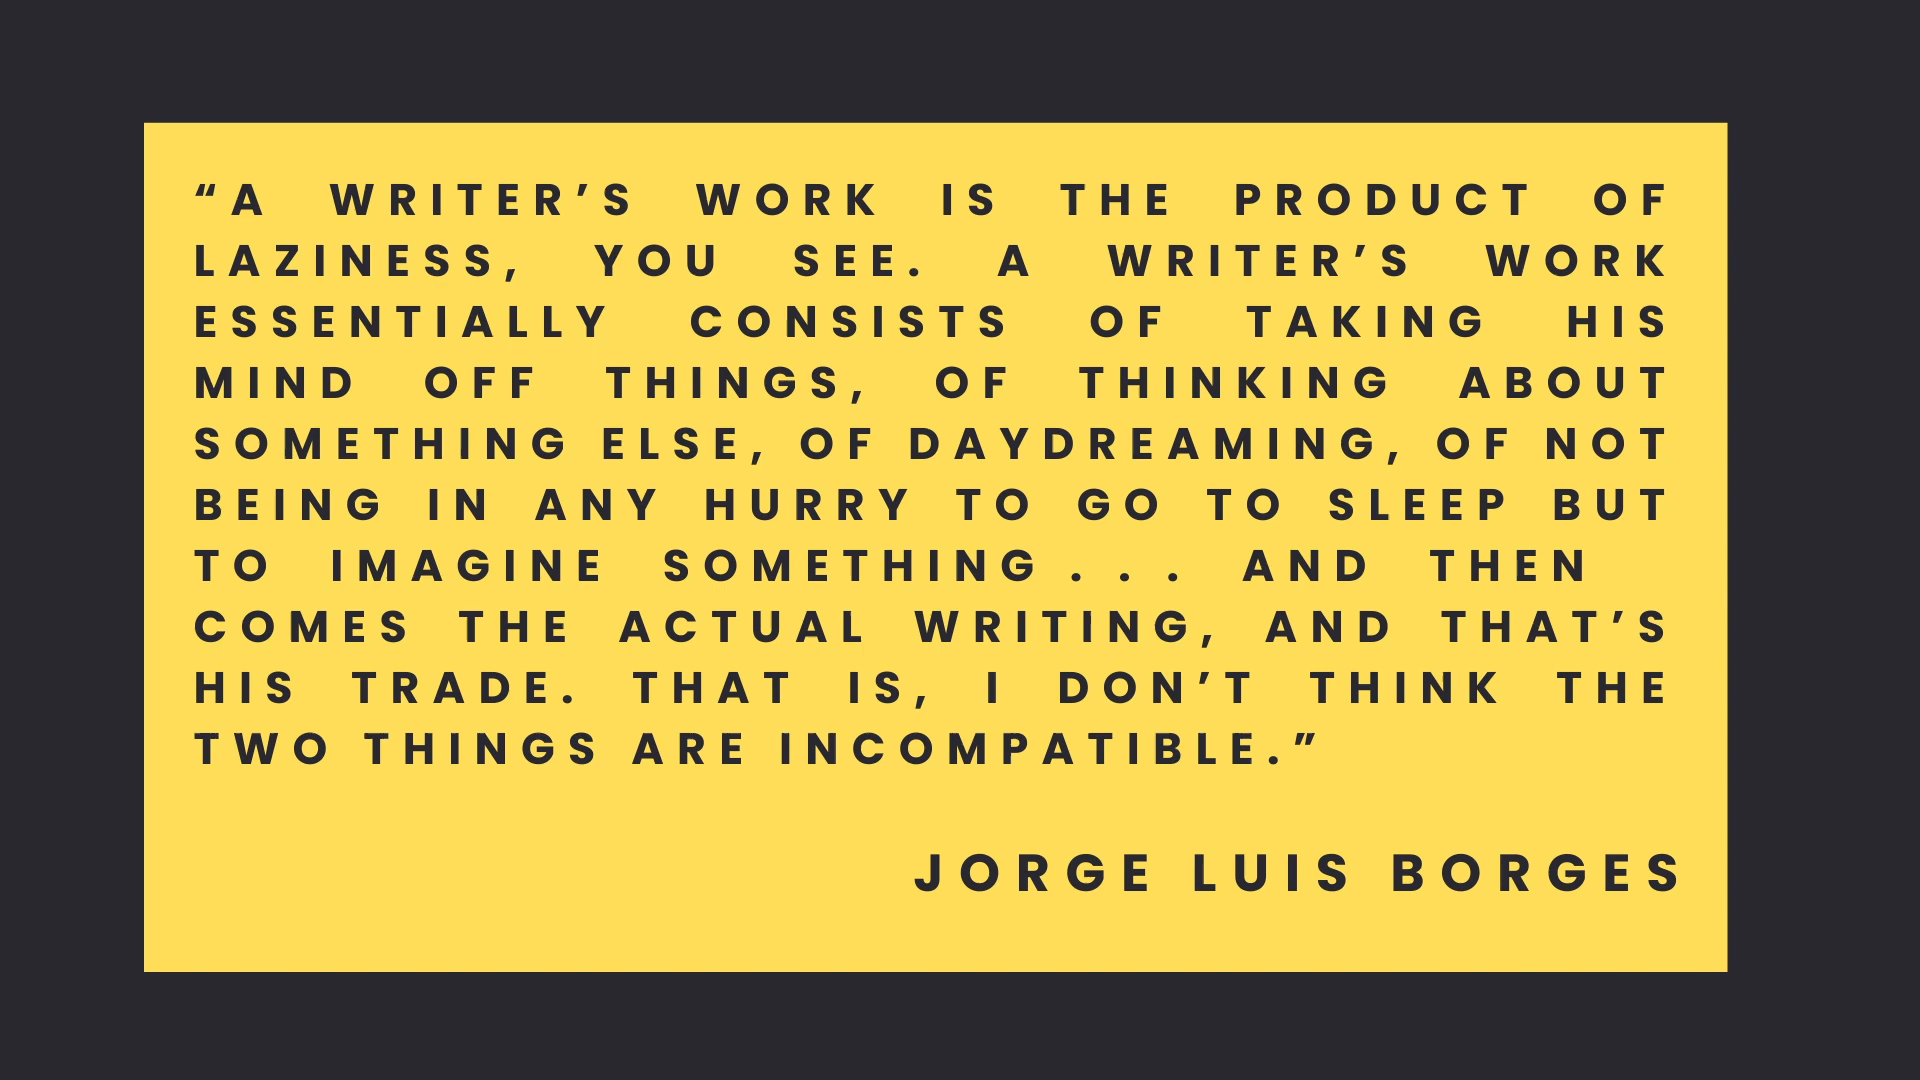 “A WRITER’S WORK IS THE PRODUCT OF
LAZINESS, YOU SEE. A WRITER’S WORK
ESSENTIALLY CONSISTS OF TAKING HIS
MIND OFF THINGS, OF THINKING ABOUT
SOMETHING ELSE, OF DAYDREAMING, OF NOT
BEING IN ANY HURRY TO GO TO SLEEP BUT
TO IMAGINE SOMETHING . . . AND THEN
COMES THE ACTUAL WRITING, AND THAT’S
HIS TRADE. THAT IS, I DON’T THINK THE
TWO THINGS ARE INCOMPATIBLE.”
JORGE LUIS BORGES